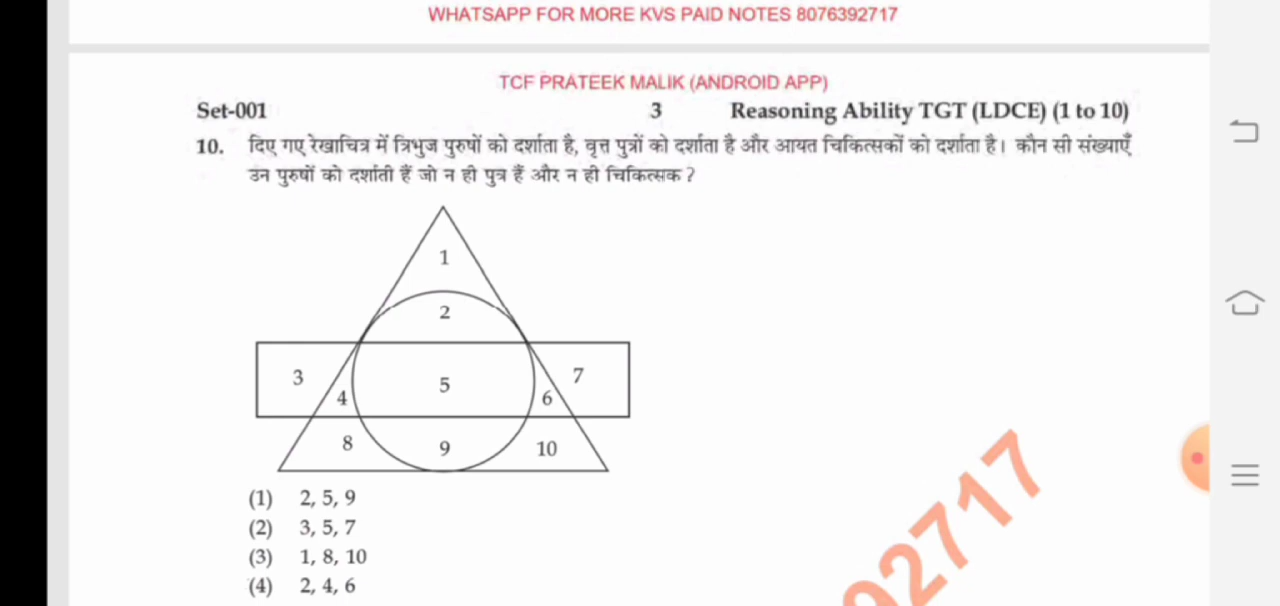 WHATSAPP FOR MORE KVS PAID NOTES 8076392717
TCF PRATEEK MALIK (ANDROID APP)
Set-001 3 Reasoning Ability TGT (LDCE) (1 to 10)
10. दिए गए रेखाचित्र में त्रिभुज पुरुषों को दर्शाता है, वृत्त पुत्रों को दर्शाता है और आयत चिकित्सकों को दर्शाता है। कौन सी संख्याएँ
उन पुरुषों को दर्शाती हैं जो न ही पुत्र हैं और न ही चिकित्सक ?
1
2
3 4 5 6 7
8 9 10
(1) 2, 5, 9
(2) 3, 5, 7
(3) 1, 8, 10
(4) 2, 4, 6
92717